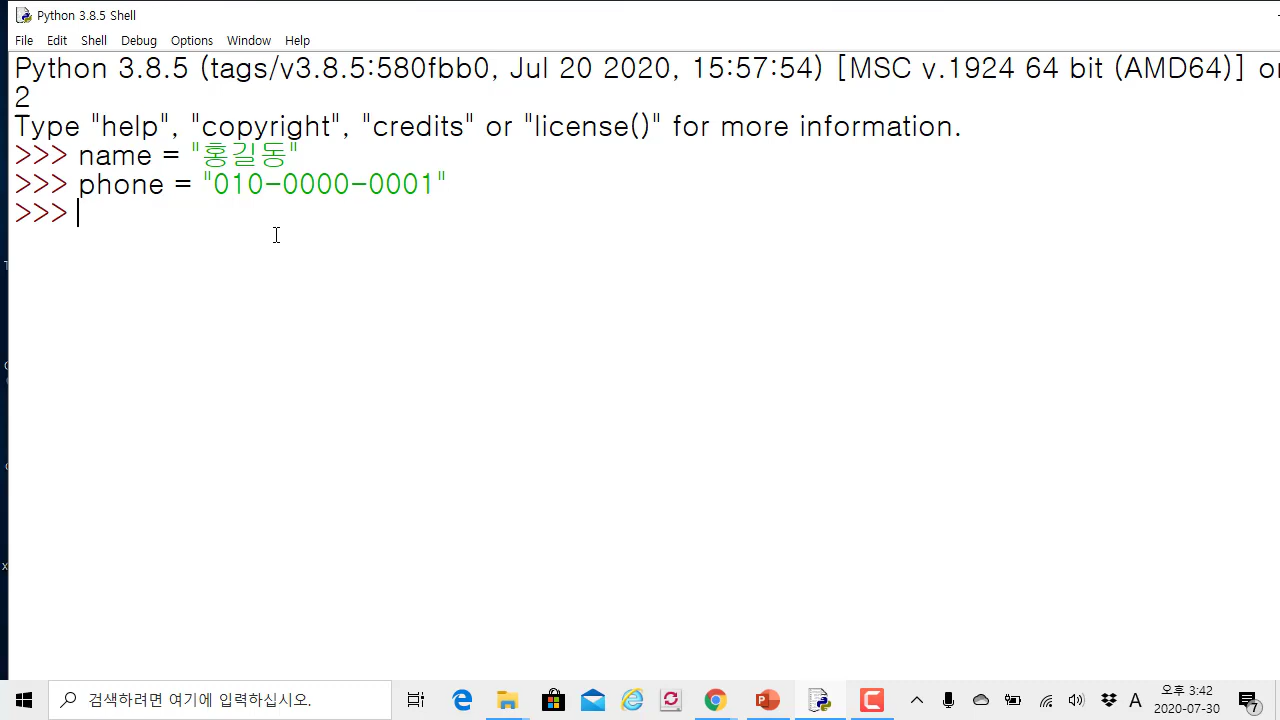 Python 3.8.5 Shell
File Edit Shell Debug Options Window Help
Python 3.8.5 (tags/v3.8.5:580fbb0, Jul 20 2020, 15:57:54) [MSC v.1924 64 bit (AMD64)] on
2
Type "help", "copyright", "credits" or "license()" for more information.
>>> name = "홍길동"
>>> phone = "010-0000-0001"
>>>
검색하려면 여기에 입력하십시오.
A
오후 3:42
2020-07-30
7